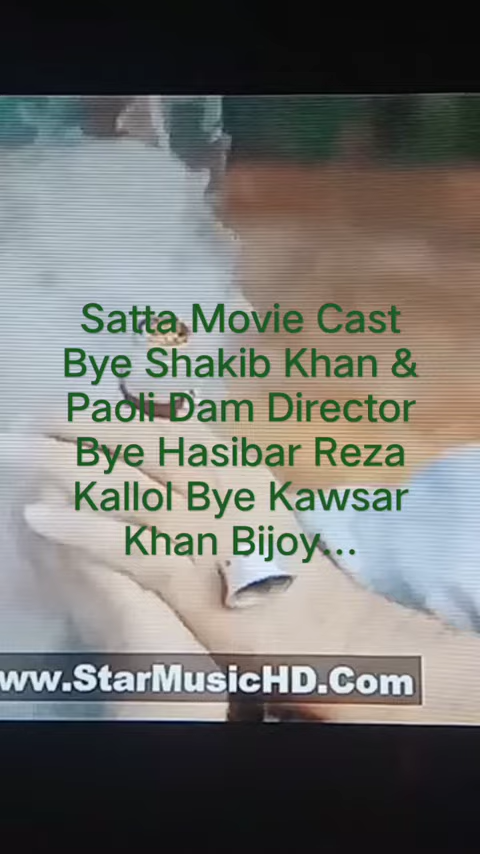 Satta Movie Cast
Bye Shakib Khan &
Paoli Dam Director
Bye Hasibar Reza
Kallol Bye Kawsar
Khan Bijoy...
ww.StarMusicHD.Com